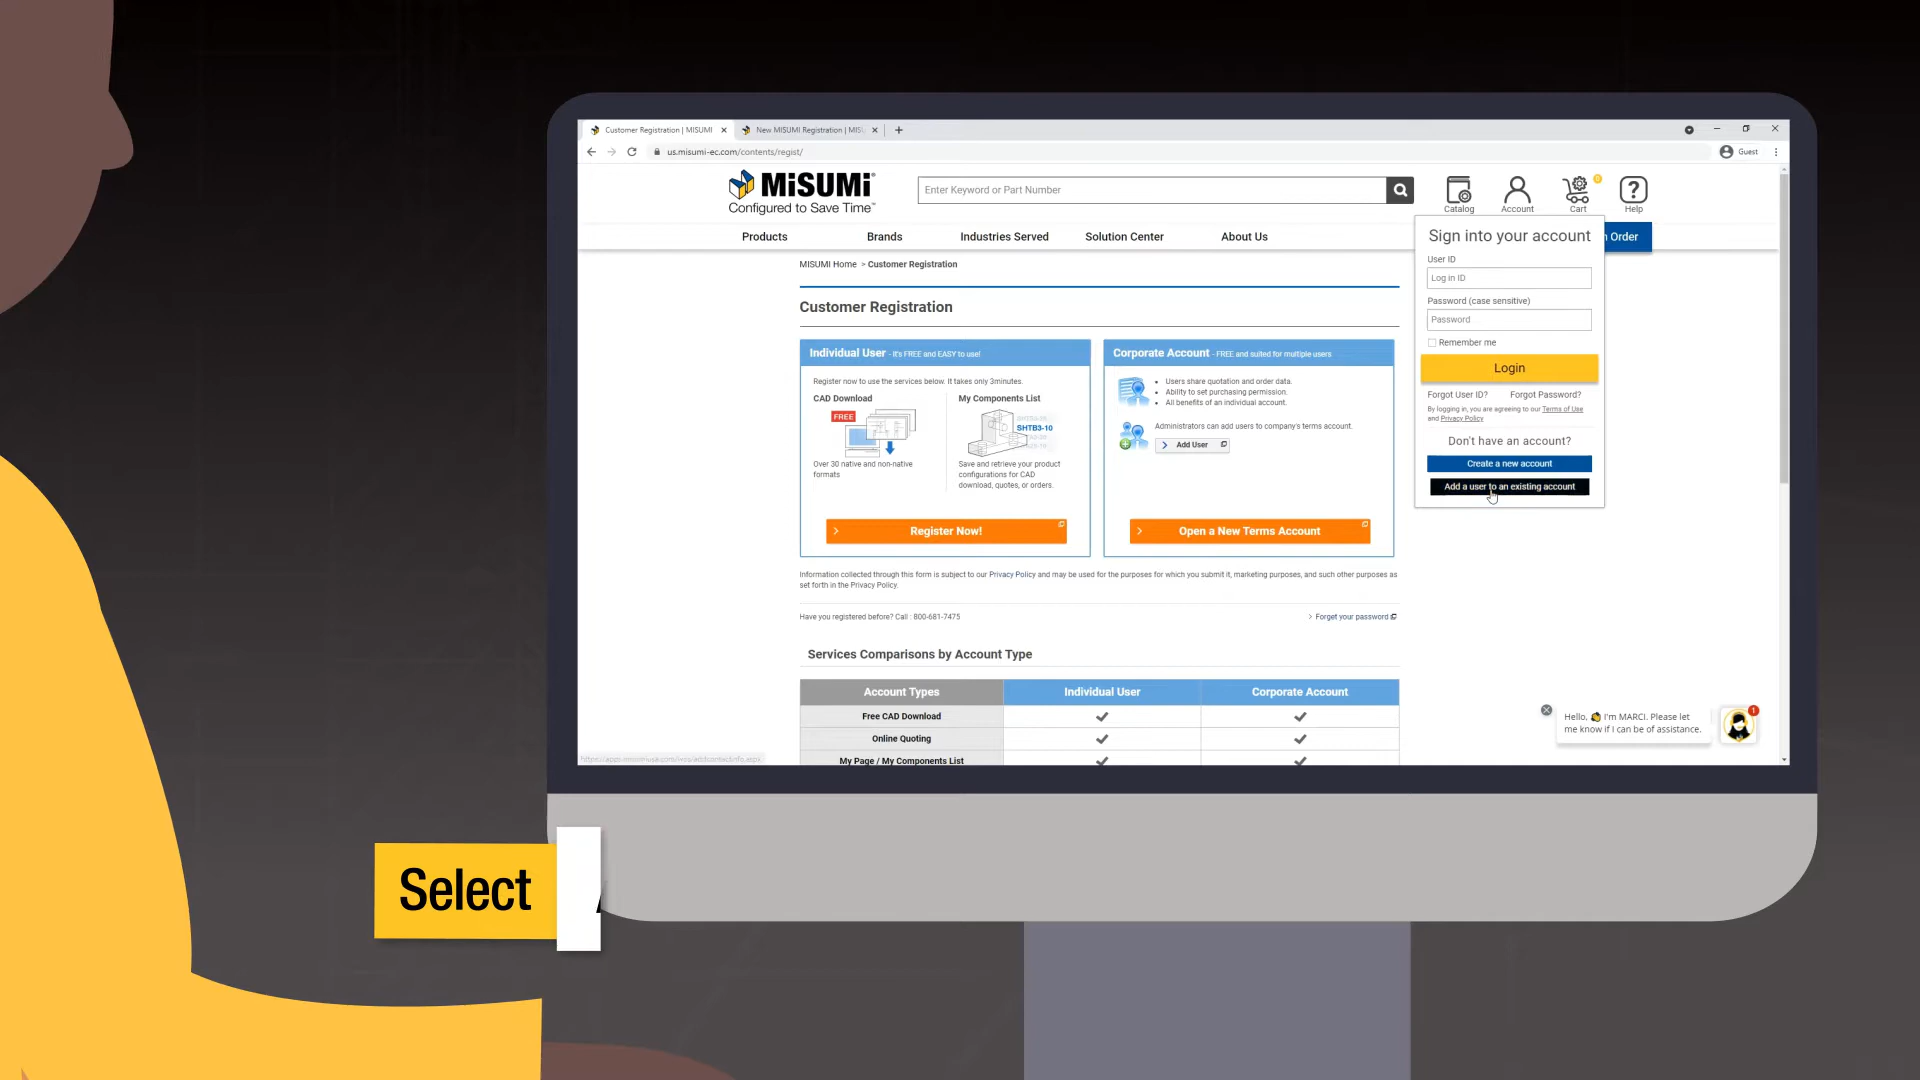 Customer Registration | MISUMI
New MISUMI Registration | MIS
us.misumi-ec.com/contents/regist/
Guest
MiSUMi
Configured to Save Time™
Enter Keyword or Part Number
Catalog
Account
0
Cart
Help
Products
Brands
Industries Served
Solution Center
About Us
Order
MISUMI Home > Customer Registration
Customer Registration
Individual User - It's FREE and EASY to use!
Register now to use the services below. It takes only 3minutes.
CAD Download
FREE
Over 30 native and non-native
formats
My Components List
SHTB3-10
Save and retrieve your product
configurations for CAD
download, quotes, or orders.
Register Now!
Corporate Account - FREE and suited for multiple users
Users share quotation and order data.
Ability to set purchasing permission.
All benefits of an individual account.
Administrators can add users to company's terms account.
Add User
Open a New Terms Account
Sign into your account
User ID
Log in ID
Password (case sensitive)
Password
Remember me
Login
Forgot User ID?
Forgot Password?
By logging in, you are agreeing to our Terms of Use
and Privacy Policy
Don't have an account?
Create a new account
Add a user to an existing account
Information collected through this form is subject to our Privacy Policy and may be used for the purposes for which you submit it, marketing purposes, and such other purposes as
set forth in the Privacy Policy.
Have you registered before? Call : 800-681-7475
Forget your password
Services Comparisons by Account Type
Account Types
Individual User
Corporate Account
Free CAD Download
Online Quoting
My Page / My Components List
Hello, I'm MARCI. Please let
me know if I can be of assistance.
1
Select